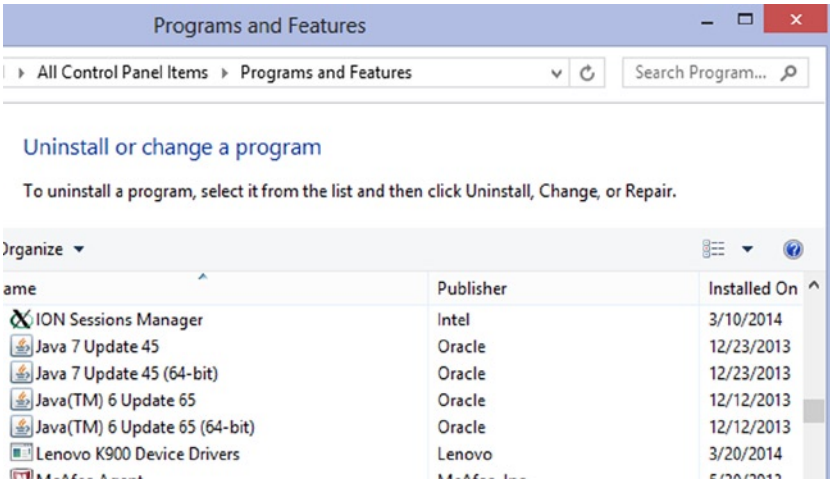 Programs and Features
All Control Panel Items Programs and Features Search Program...
Uninstall or change a program
To uninstall a program, select it from the list and then click Uninstall, Change, or Repair.
Organize
ame Publisher Installed On
ION Sessions Manager Intel 3/10/2014
Java 7 Update 45 Oracle 12/23/2013
Java 7 Update 45 (64-bit) Oracle 12/23/2013
Java(TM) 6 Update 65 Oracle 12/12/2013
Java(TM) 6 Update 65 (64-bit) Oracle 12/12/2013
Lenovo K900 Device Drivers Lenovo 3/20/2014
McAfee Agent McAfee, Inc.